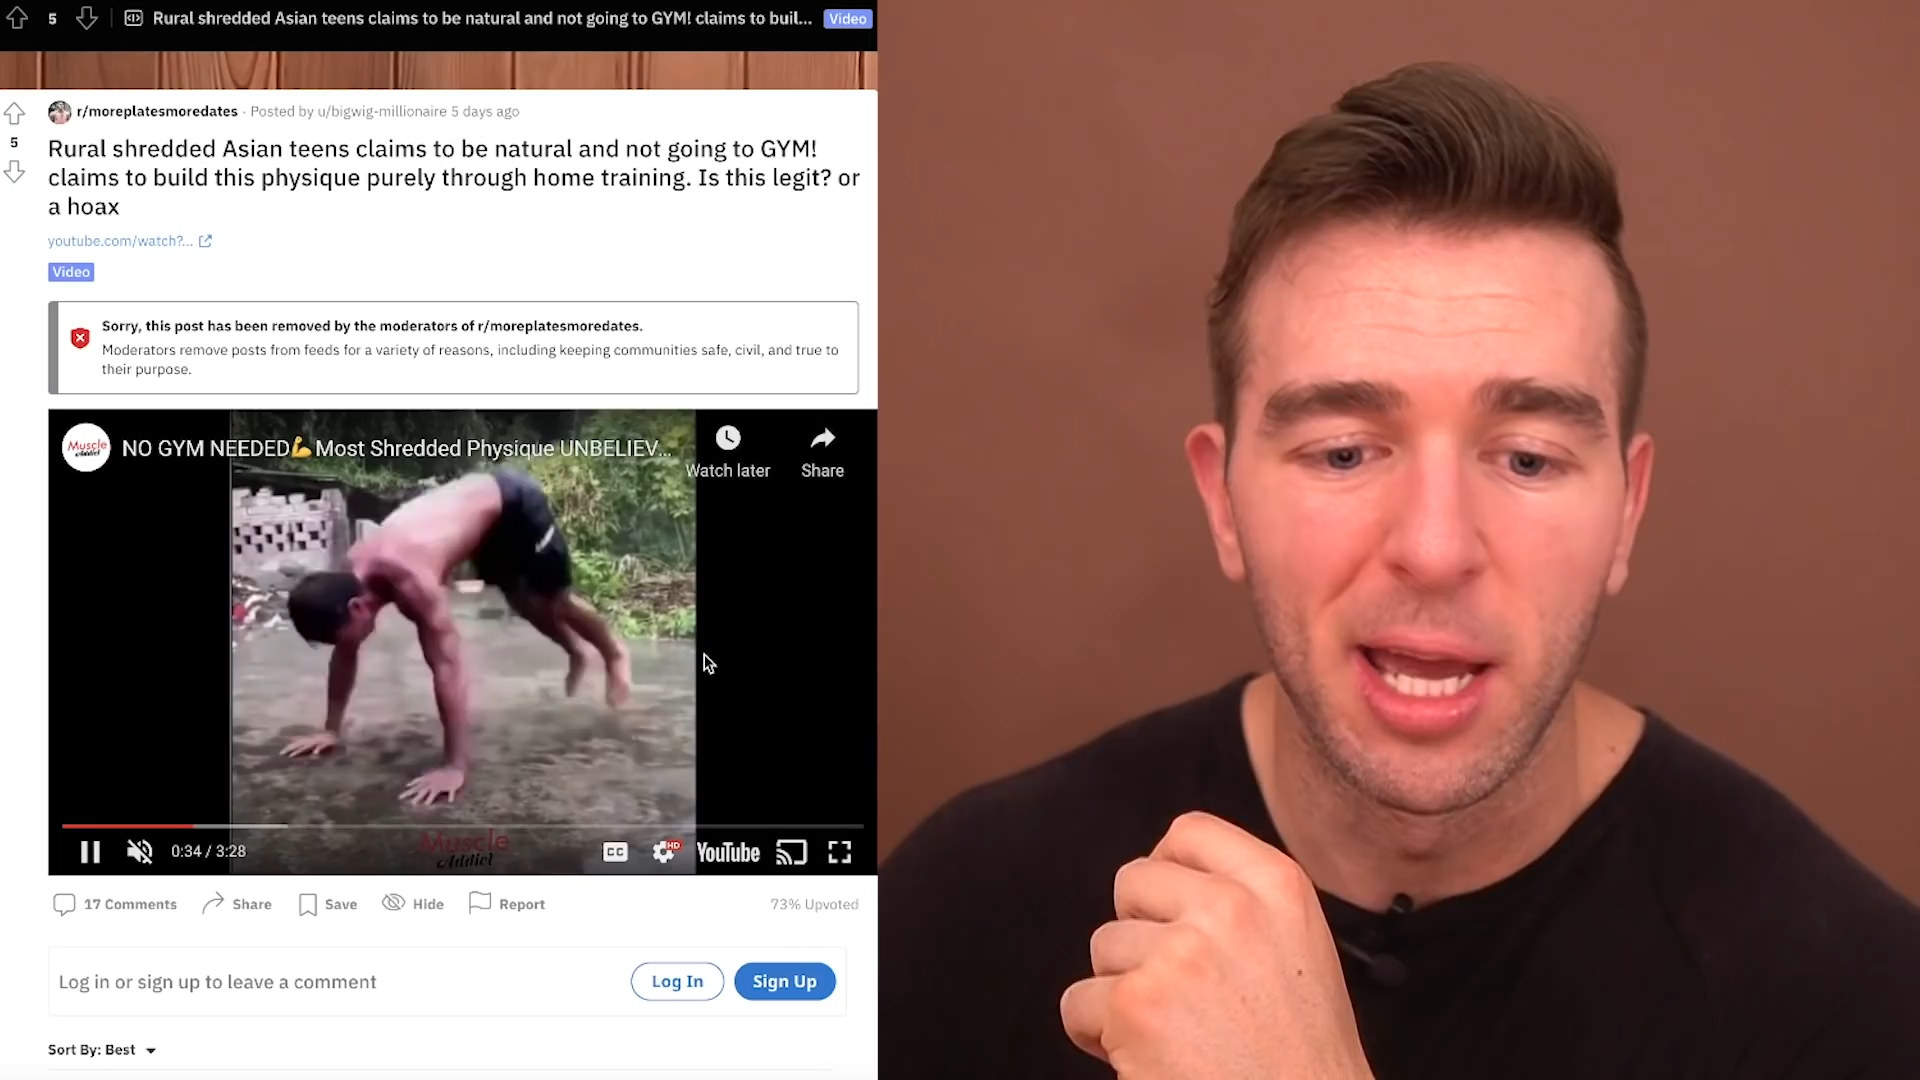 5
Rural shredded Asian teens claims to be natural and not going to GYM! claims to buil...
Video
r/moreplatesmoredates · Posted by u/bigwig-millionaire 5 days ago
5
Rural shredded Asian teens claims to be natural and not going to GYM!
claims to build this physique purely through home training. Is this legit? or
a hoax
youtube.com/watch?...
Video
Sorry, this post has been removed by the moderators of r/moreplatesmoredates.
Moderators remove posts from feeds for a variety of reasons, including keeping communities safe, civil, and true to
their purpose.
Muscle
Addict
NO GYM NEEDED💪Most Shredded Physique UNBELIEV...
Watch later
Share
Muscle
Addict
0:34 / 3:28
CC
HD
YouTube
17 Comments
Share
Save
Hide
Report
73% Upvoted
Log in or sign up to leave a comment
Log In
Sign Up
Sort By: Best